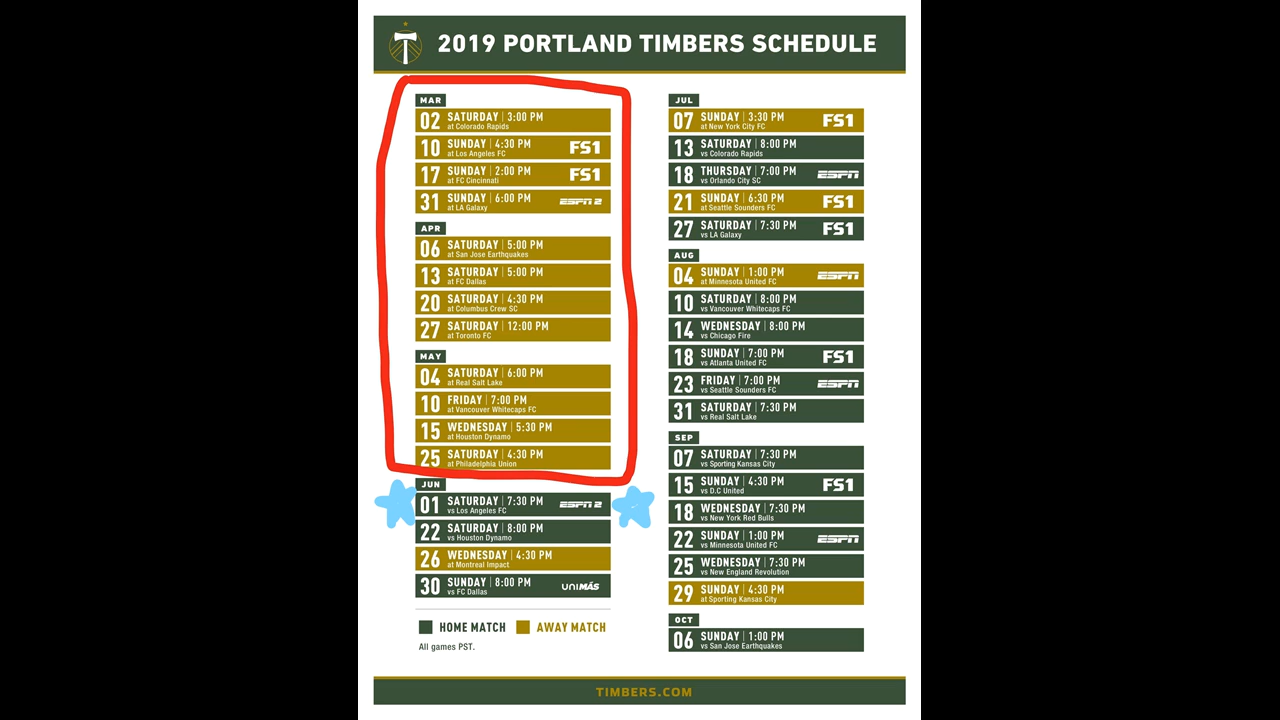 2019 PORTLAND TIMBERS SCHEDULE
MAR
02 SATURDAY | 3:00 PM
at Colorado Rapids
10 SUNDAY | 4:30 PM FS1
at Los Angeles FC
17 SUNDAY | 2:00 PM FS1
at FC Cincinnati
31 SUNDAY | 6:00 PM ESPN 2
at LA Galaxy
APR
06 SATURDAY | 5:00 PM
at San Jose Earthquakes
13 SATURDAY | 5:00 PM
at FC Dallas
20 SATURDAY | 4:30 PM
at Columbus Crew SC
27 SATURDAY | 12:00 PM
at Toronto FC
MAY
04 SATURDAY | 6:00 PM
at Real Salt Lake
10 FRIDAY | 7:00 PM
at Vancouver Whitecaps FC
15 WEDNESDAY | 5:30 PM
at Houston Dynamo
25 SATURDAY | 4:30 PM
at Philadelphia Union
JUN
01 SATURDAY | 7:30 PM ESPN 2
vs Los Angeles FC
22 SATURDAY | 8:00 PM
vs Houston Dynamo
26 WEDNESDAY | 4:30 PM
at Montreal Impact
30 SUNDAY | 8:00 PM UNIMÁS
vs FC Dallas
HOME MATCH AWAY MATCH
All games PST.
JUL
07 SUNDAY | 3:30 PM FS1
at New York City FC
13 SATURDAY | 8:00 PM
vs Colorado Rapids
18 THURSDAY | 7:00 PM ESPN
vs Orlando City SC
21 SUNDAY | 6:30 PM FS1
at Seattle Sounders FC
27 SATURDAY | 7:30 PM FS1
vs LA Galaxy
AUG
04 SUNDAY | 1:00 PM ESPN
at Minnesota United FC
10 SATURDAY | 8:00 PM
vs Vancouver Whitecaps FC
14 WEDNESDAY | 8:00 PM
vs Chicago Fire
18 SUNDAY | 7:00 PM FS1
vs Atlanta United FC
23 FRIDAY | 7:00 PM ESPN
vs Seattle Sounders FC
31 SATURDAY | 7:30 PM
vs Real Salt Lake
SEP
07 SATURDAY | 7:30 PM
vs Sporting Kansas City
15 SUNDAY | 4:30 PM FS1
vs D.C United
18 WEDNESDAY | 7:30 PM
vs New York Red Bulls
22 SUNDAY | 1:00 PM ESPN
vs Minnesota United FC
25 WEDNESDAY | 7:30 PM
vs New England Revolution
29 SUNDAY | 4:30 PM
at Sporting Kansas City
OCT
06 SUNDAY | 1:00 PM
vs San Jose Earthquakes
TIMBERS.COM